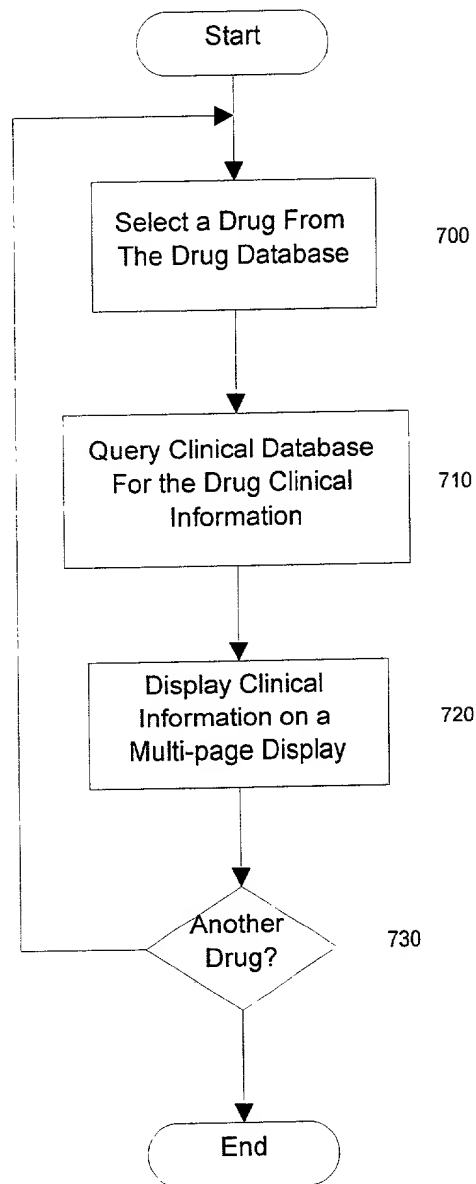 Start
Select a Drug From
The Drug Database
700
Query Clinical Database
For the Drug Clinical
Information
710
Display Clinical
Information on a
Multi-page Display
720
Another
Drug?
730
End